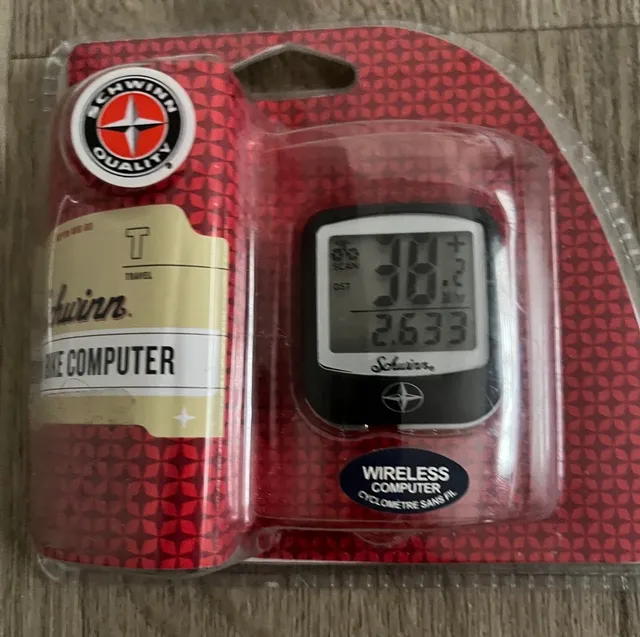 SCHWINN
QUALITY
T
TRAVEL
Schwinn
BIKE COMPUTER
SCAN
38.2
DST
2.633
Schwinn
WIRELESS
COMPUTER
CYCLOMÈTRE SANS FIL